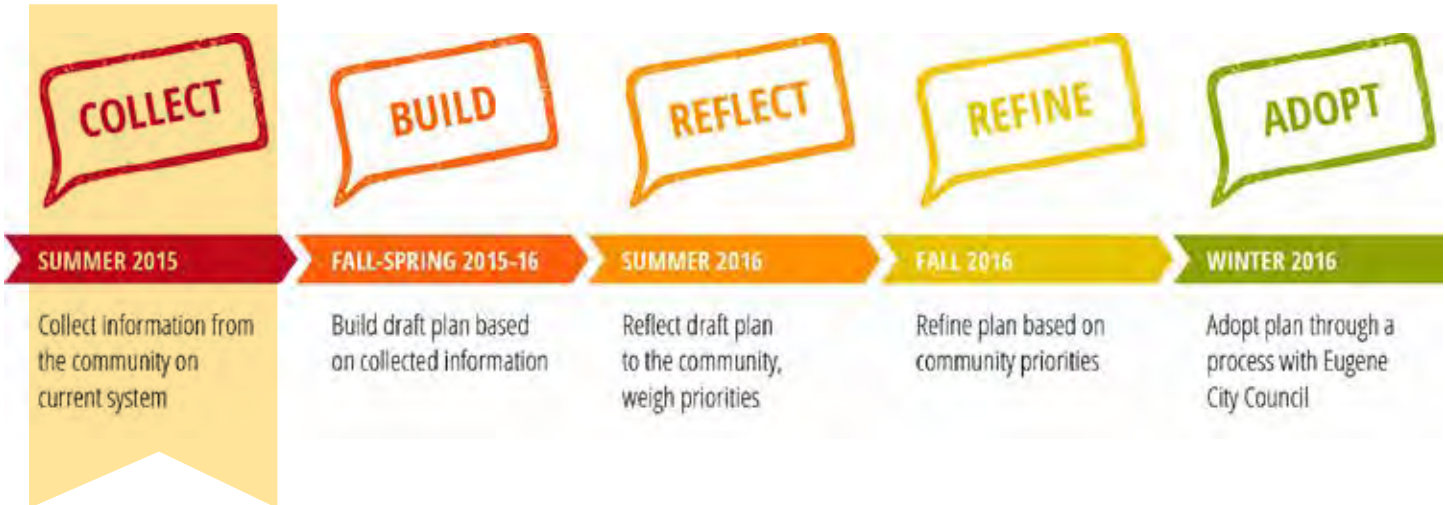 COLLECT
BUILD
REFLECT
REFINE
ADOPT
SUMMER 2015
FALL-SPRING 2015-16
SUMMER 2016
FALL 2016
WINTER 2016
Collect information from
the community on
current system
Build draft plan based
on collected information
Reflect draft plan
to the community,
weigh priorities
Refine plan based on
community priorities
Adopt plan through a
process with Eugene
City Council